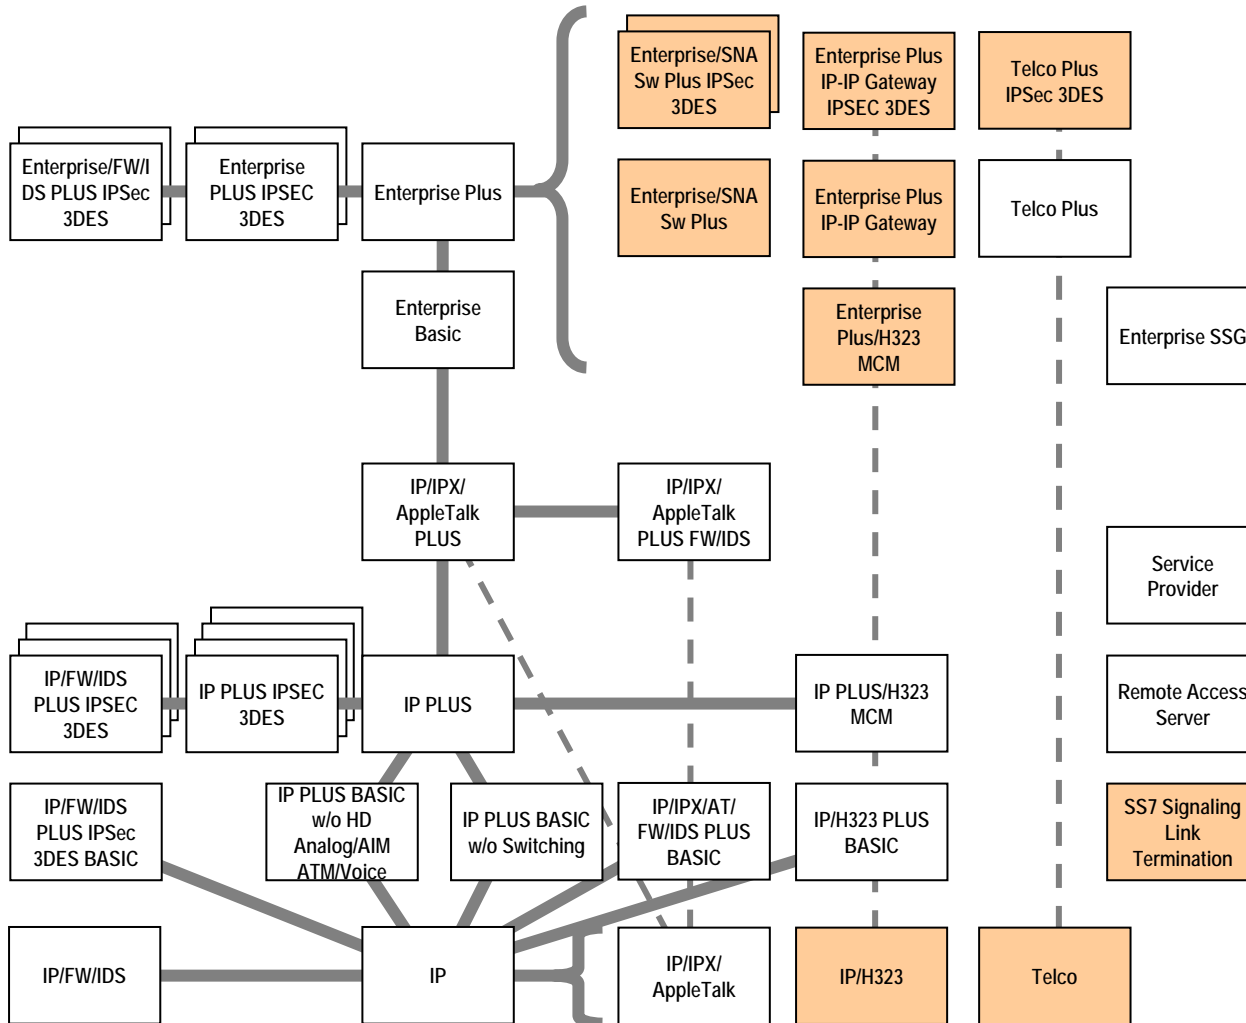 Enterprise/SNA
Sw Plus IPSec
3DES
Enterprise Plus
IP-IP Gateway
IPSEC 3DES
Telco Plus
IPSec 3DES
Enterprise/FW/I
DS PLUS IPSec
3DES
Enterprise
PLUS IPSEC
3DES
Enterprise Plus
Enterprise/SNA
Sw Plus
Enterprise Plus
IP-IP Gateway
Telco Plus
Enterprise
Basic
Enterprise
Plus/H323
MCM
Enterprise SSG
IP/IPX/
AppleTalk
PLUS
IP/IPX/
AppleTalk
PLUS FW/IDS
Service
Provider
IP/FW/IDS
PLUS IPSEC
3DES
IP PLUS IPSEC
3DES
IP PLUS
IP PLUS/H323
MCM
Remote Access
Server
IP/FW/IDS
PLUS IPSec
3DES BASIC
IP PLUS BASIC
w/o HD
Analog/AIM
ATM/Voice
IP PLUS BASIC
w/o Switching
IP/IPX/AT/
FW/IDS PLUS
BASIC
IP/H323 PLUS
BASIC
SS7 Signaling
Link
Termination
IP/FW/IDS
IP
IP/IPX/
AppleTalk
IP/H323
Telco